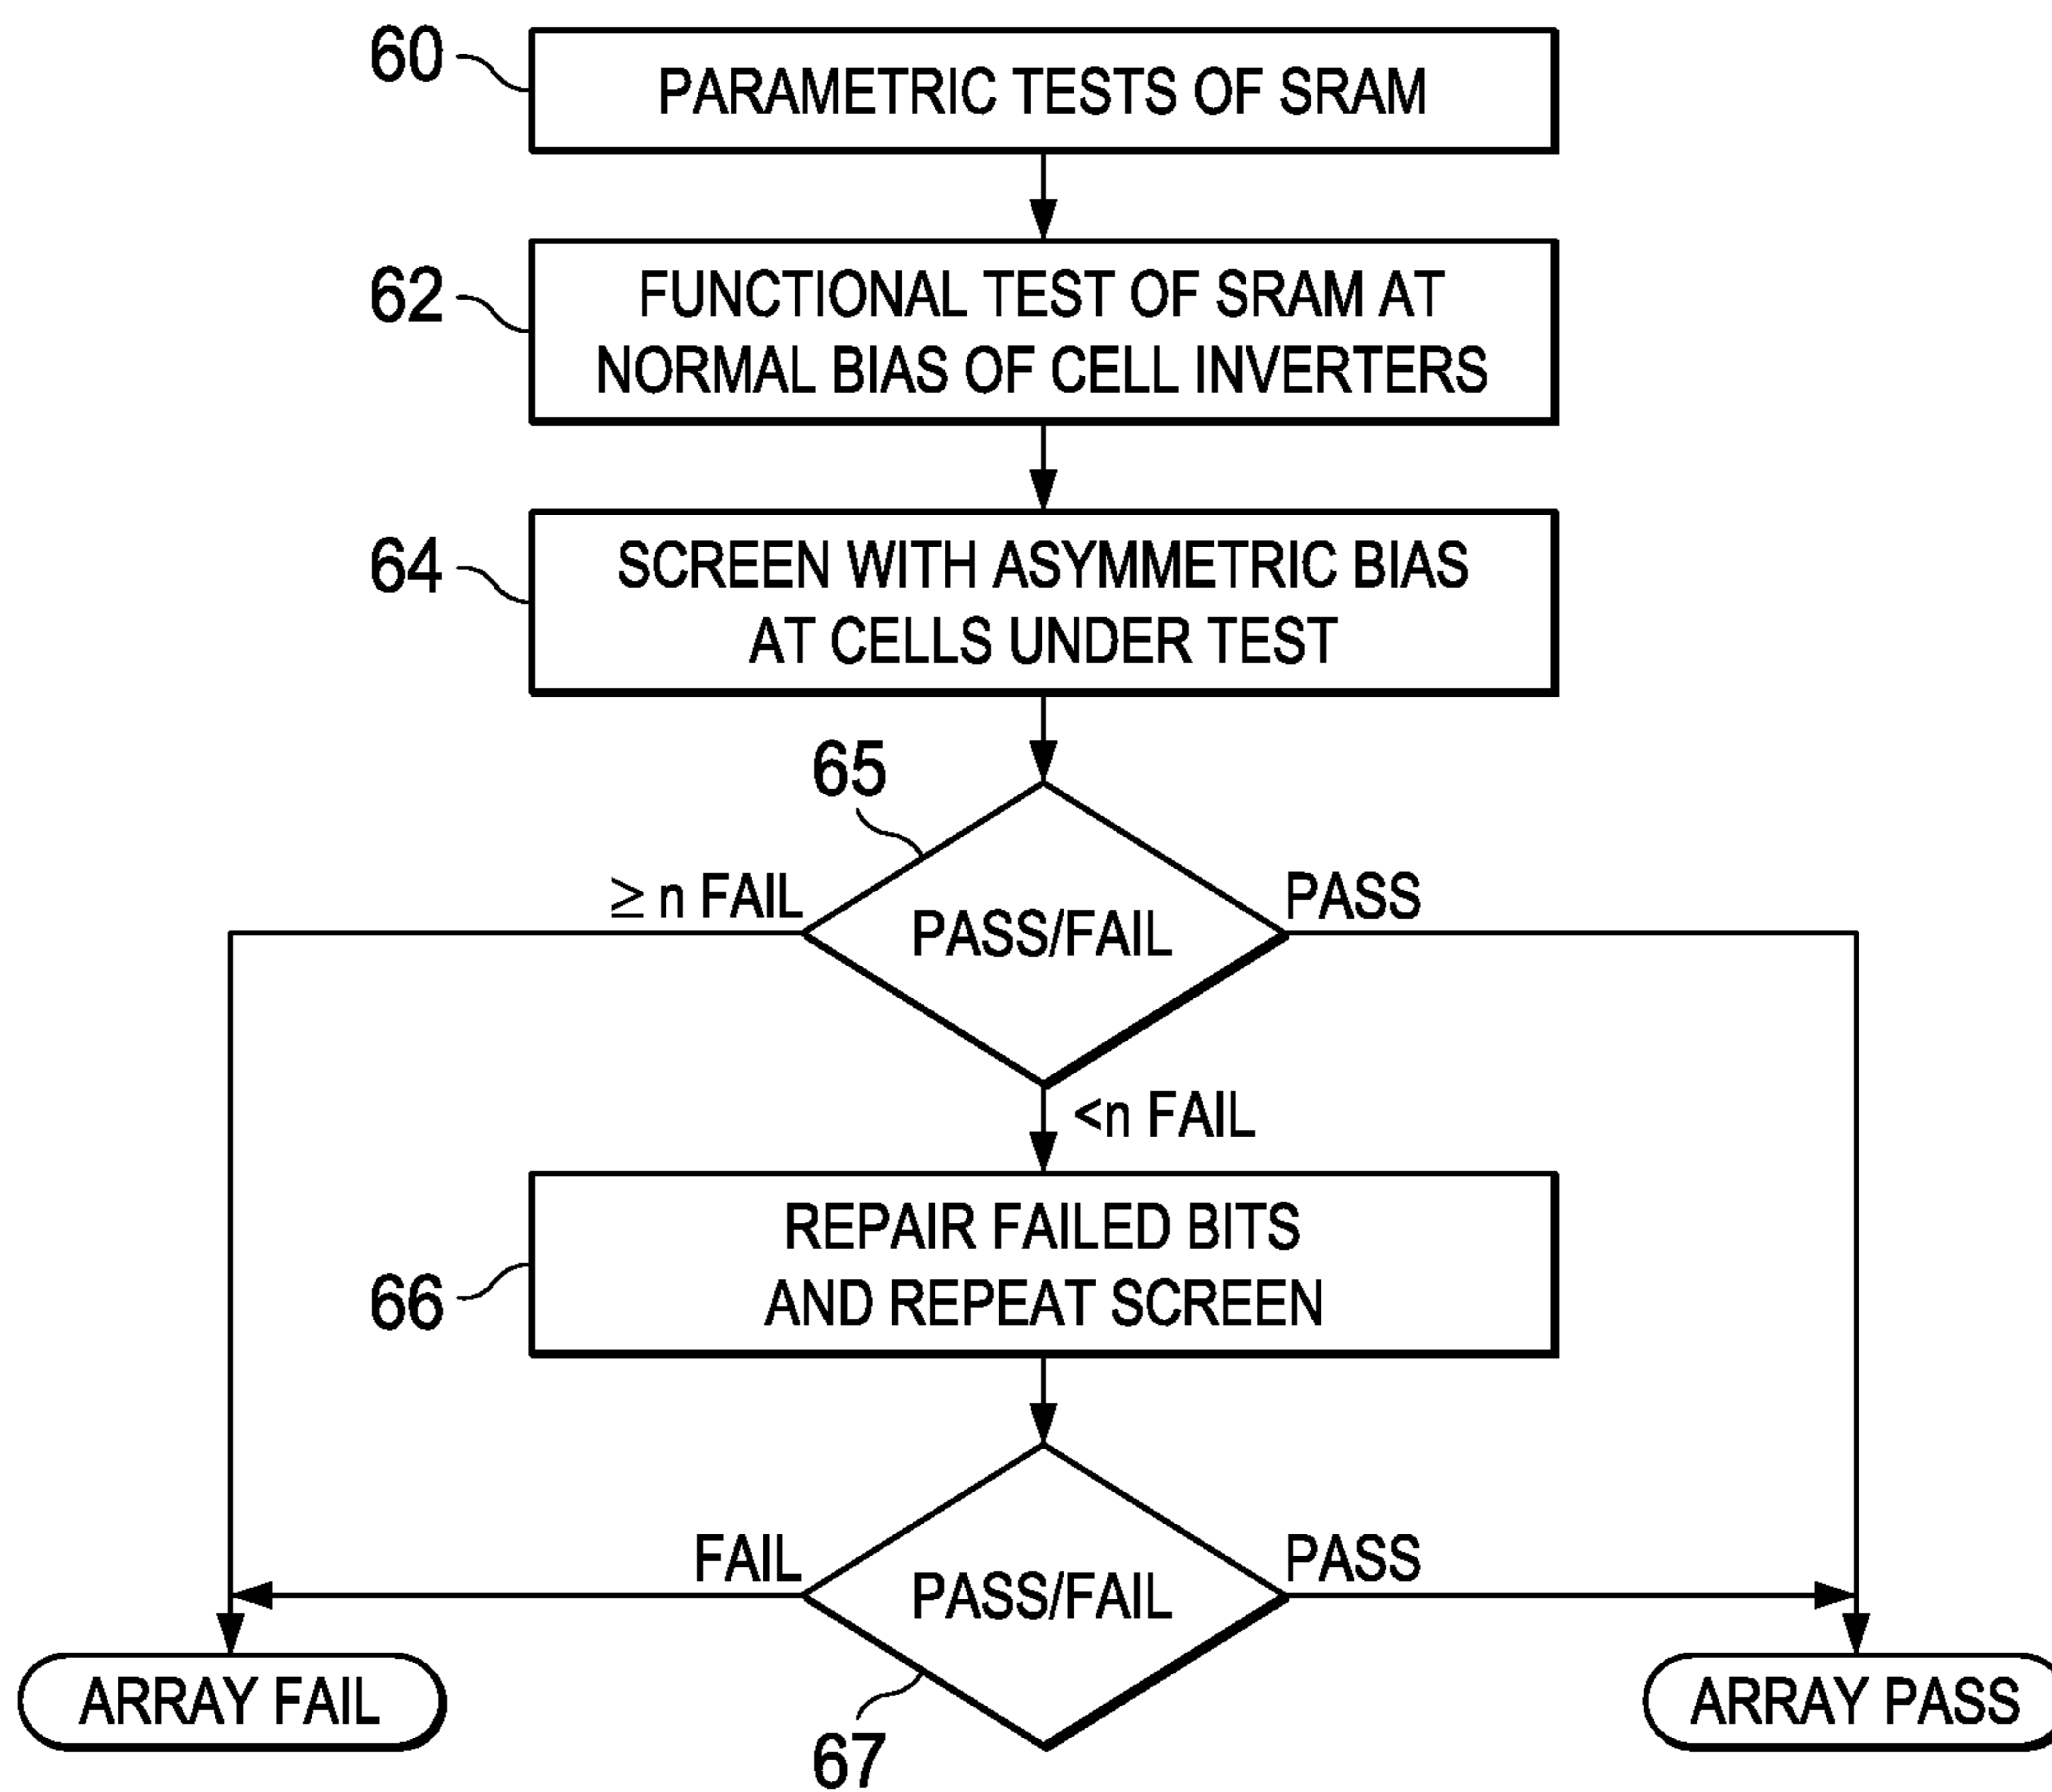 60
PARAMETRIC TESTS OF SRAM
62
FUNCTIONAL TEST OF SRAM AT
NORMAL BIAS OF CELL INVERTERS
64
SCREEN WITH ASYMMETRIC BIAS
AT CELLS UNDER TEST
65
≥ n FAIL
PASS/FAIL
PASS
<n FAIL
66
REPAIR FAILED BITS
AND REPEAT SCREEN
FAIL
PASS/FAIL
PASS
67
ARRAY FAIL
ARRAY PASS